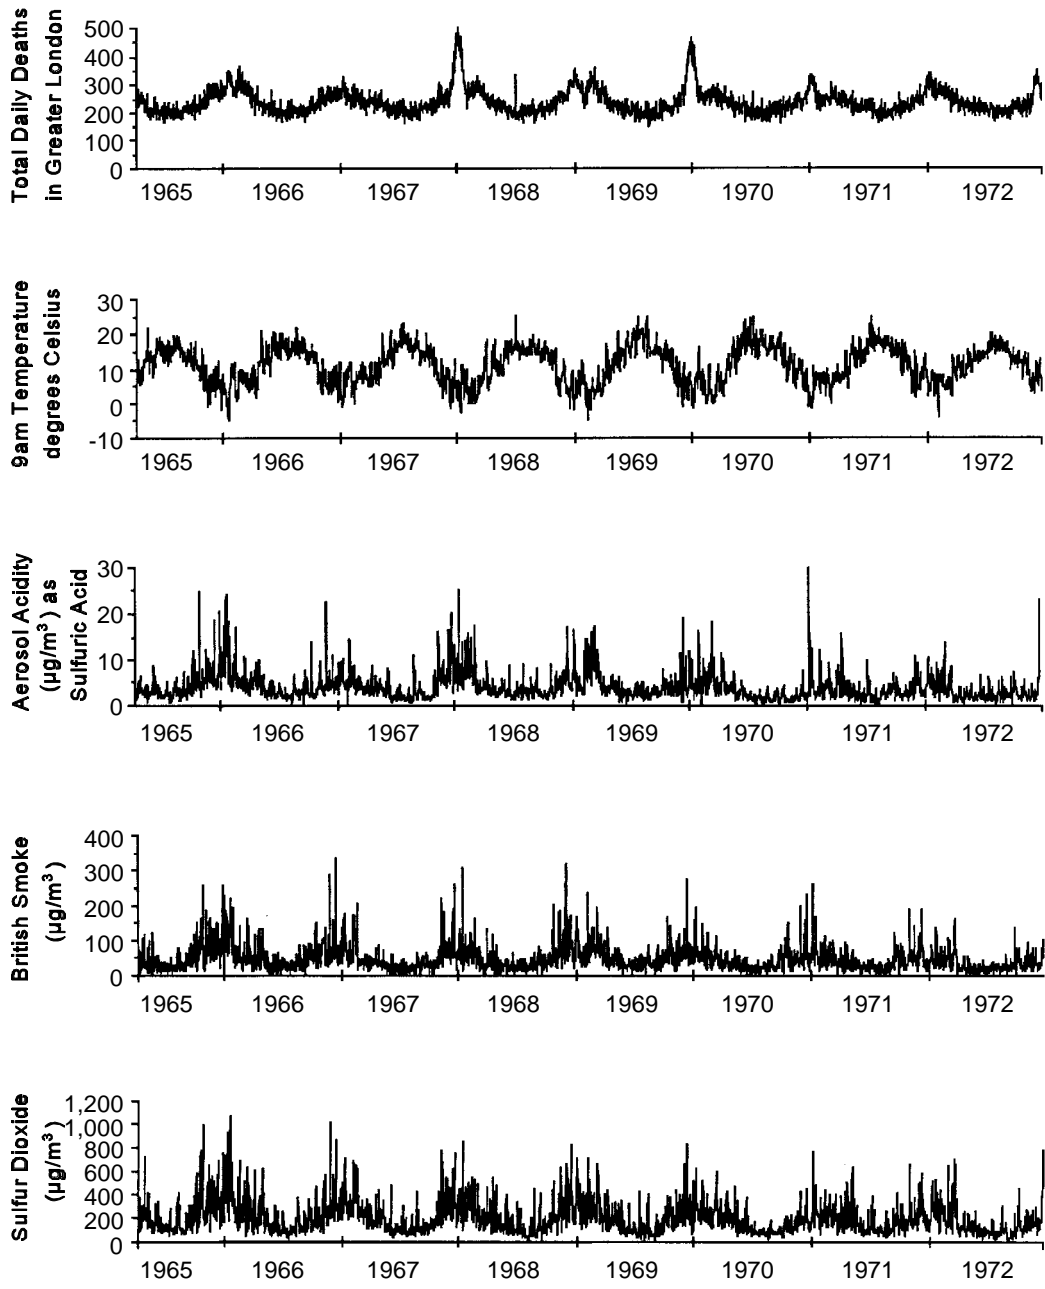 Total Daily Deaths
in Greater London
500
400
300
200
100
0
1965 1966 1967 1968 1969 1970 1971 1972
9am Temperature
degrees Celsius
30
20
10
0
-10
1965 1966 1967 1968 1969 1970 1971 1972
Aerosol Acidity
(µg/m³) as
Sulfuric Acid
30
20
10
0
1965 1966 1967 1968 1969 1970 1971 1972
British Smoke
(µg/m³)
400
300
200
100
0
1965 1966 1967 1968 1969 1970 1971 1972
Sulfur Dioxide
(µg/m³)
1,200
1,000
800
600
400
200
0
1965 1966 1967 1968 1969 1970 1971 1972